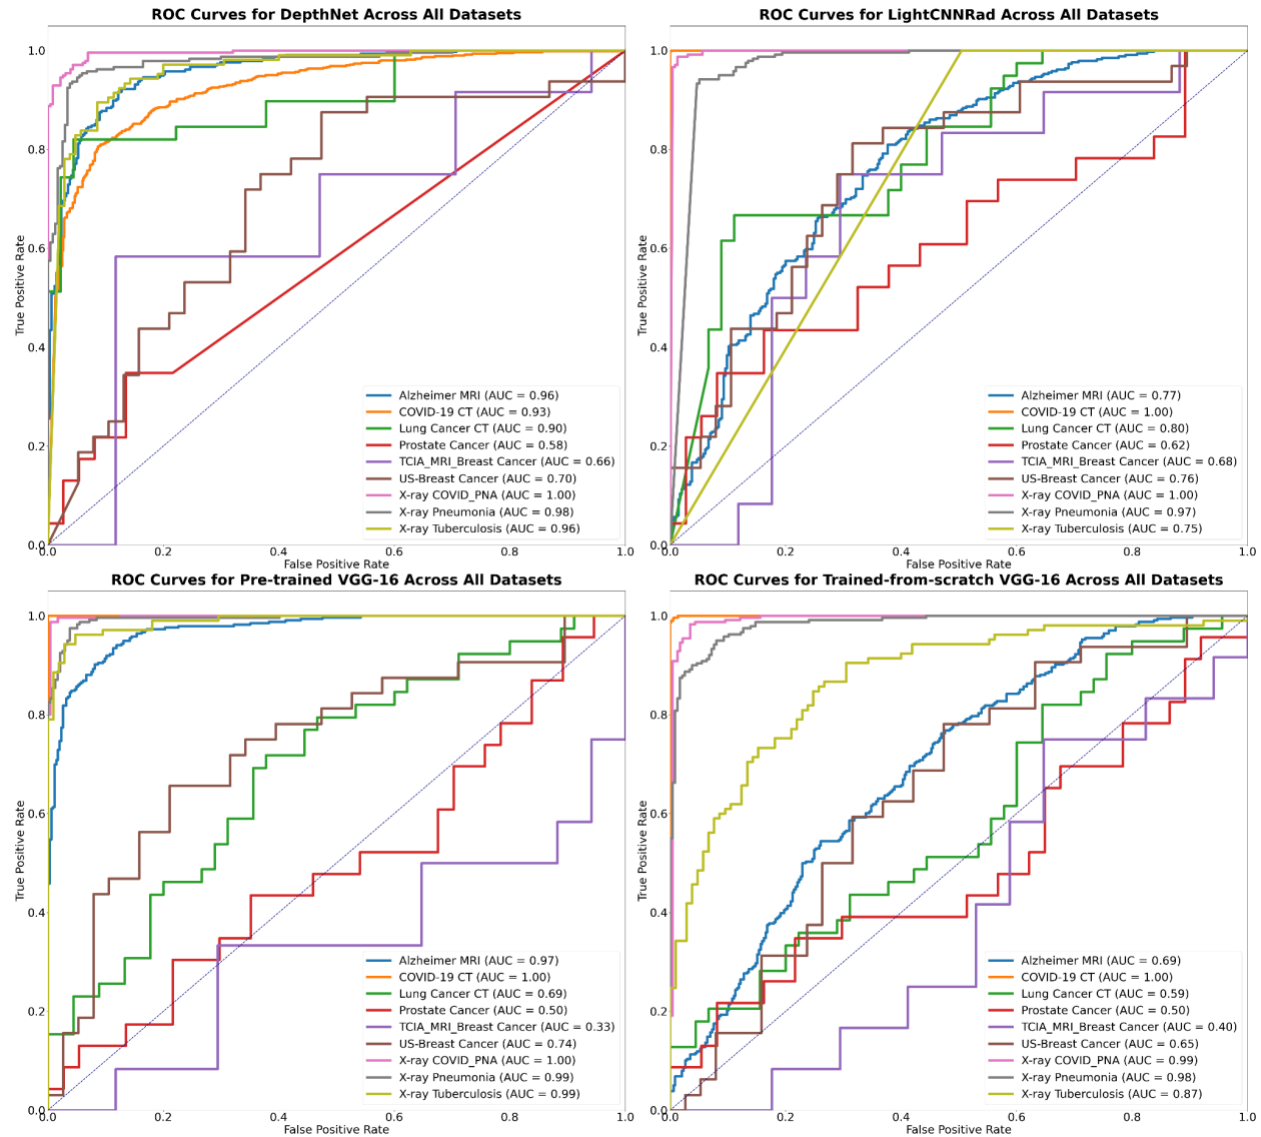 ROC Curves for DepthNet Across All Datasets
True Positive Rate
1.0
0.8
0.6
0.4
0.2
0.0
0.0
0.2
0.4
0.6
0.8
1.0
False Positive Rate
Alzheimer MRI (AUC = 0.96)
COVID-19 CT (AUC = 0.93)
Lung Cancer CT (AUC = 0.90)
Prostate Cancer (AUC = 0.58)
TCIA_MRI_Breast Cancer (AUC = 0.66)
US-Breast Cancer (AUC = 0.70)
X-ray COVID_PNA (AUC = 1.00)
X-ray Pneumonia (AUC = 0.98)
X-ray Tuberculosis (AUC = 0.96)
ROC Curves for LightCNNRad Across All Datasets
True Positive Rate
1.0
0.8
0.6
0.4
0.2
0.0
0.0
0.2
0.4
0.6
0.8
1.0
False Positive Rate
Alzheimer MRI (AUC = 0.77)
COVID-19 CT (AUC = 1.00)
Lung Cancer CT (AUC = 0.80)
Prostate Cancer (AUC = 0.62)
TCIA_MRI_Breast Cancer (AUC = 0.68)
US-Breast Cancer (AUC = 0.76)
X-ray COVID_PNA (AUC = 1.00)
X-ray Pneumonia (AUC = 0.97)
X-ray Tuberculosis (AUC = 0.75)
ROC Curves for Pre-trained VGG-16 Across All Datasets
True Positive Rate
1.0
0.8
0.6
0.4
0.2
0.0
0.0
0.2
0.4
0.6
0.8
1.0
False Positive Rate
Alzheimer MRI (AUC = 0.97)
COVID-19 CT (AUC = 1.00)
Lung Cancer CT (AUC = 0.69)
Prostate Cancer (AUC = 0.50)
TCIA_MRI_Breast Cancer (AUC = 0.33)
US-Breast Cancer (AUC = 0.74)
X-ray COVID_PNA (AUC = 1.00)
X-ray Pneumonia (AUC = 0.99)
X-ray Tuberculosis (AUC = 0.99)
ROC Curves for Trained-from-scratch VGG-16 Across All Datasets
True Positive Rate
1.0
0.8
0.6
0.4
0.2
0.0
0.0
0.2
0.4
0.6
0.8
1.0
False Positive Rate
Alzheimer MRI (AUC = 0.69)
COVID-19 CT (AUC = 1.00)
Lung Cancer CT (AUC = 0.59)
Prostate Cancer (AUC = 0.50)
TCIA_MRI_Breast Cancer (AUC = 0.40)
US-Breast Cancer (AUC = 0.65)
X-ray COVID_PNA (AUC = 0.99)
X-ray Pneumonia (AUC = 0.98)
X-ray Tuberculosis (AUC = 0.87)